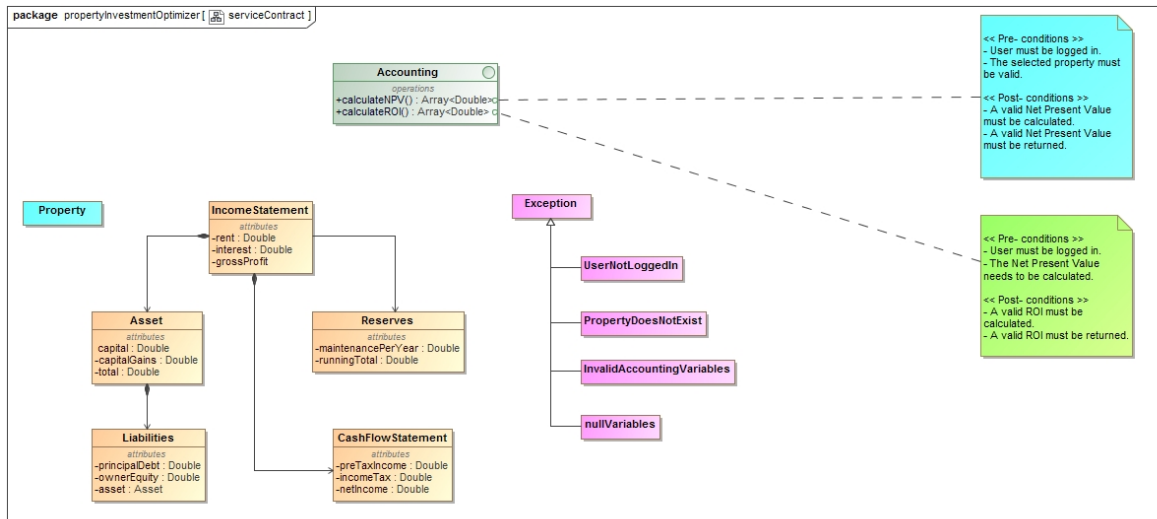 package propertyInvestmentOptimizer[ serviceContract ]
Accounting
operations
+calculateNPV() : Array<Double>
+calculateROI() : Array<Double>
<< Pre- conditions >>
- User must be logged in.
- The selected property must
be valid.
<< Post- conditions >>
- A valid Net Present Value
must be calculated.
- A valid Net Present Value
must be returned.
Property
IncomeStatement
attributes
-rent : Double
-interest : Double
-grossProfit
Exception
UserNotLoggedIn
PropertyDoesNotExist
InvalidAccountingVariables
nullVariables
<< Pre- conditions >>
- User must be logged in.
- The Net Present Value
needs to be calculated.
<< Post- conditions >>
- A valid ROI must be
calculated.
- A valid ROI must be returned.
Asset
attributes
capital : Double
-capitalGains : Double
-total : Double
Reserves
attributes
-maintenancePerYear : Double
-runningTotal : Double
Liabilities
attributes
-principalDebt : Double
-ownerEquity : Double
-asset : Asset
CashFlowStatement
attributes
-preTaxIncome : Double
-incomeTax : Double
-netIncome : Double